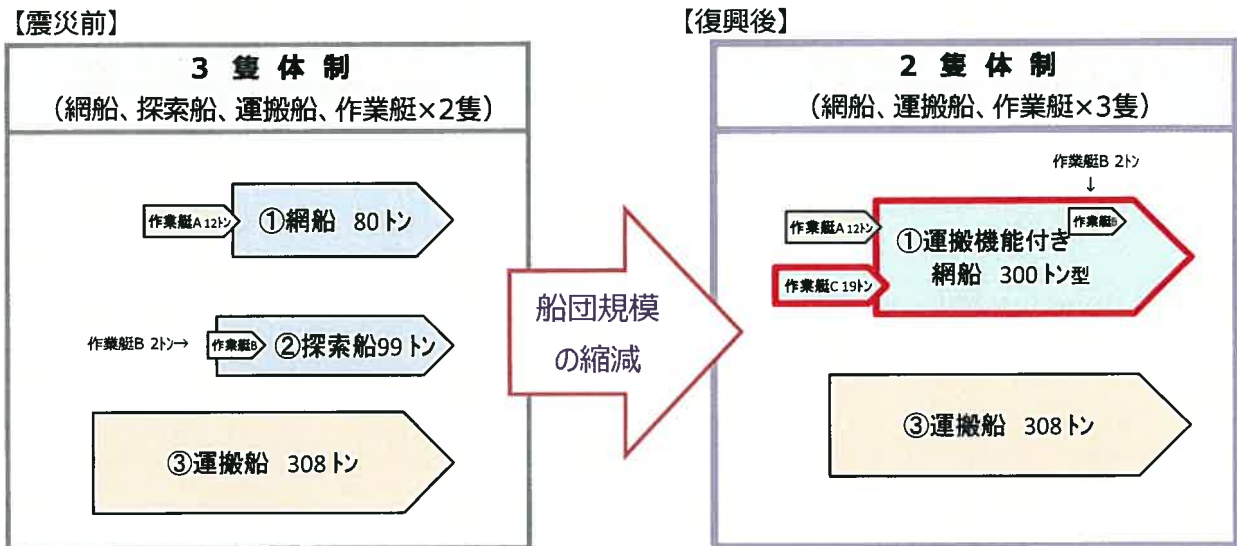 【震災前】
3 隻 体 制
（網船、探索船、運搬船、作業艇×2隻）
作業艇A 12トン
①網船 80トン
作業艇B 2トン→
作業艇B
②探索船99トン
③運搬船 308トン
船団規模
の縮減
【復興後】
2 隻 体 制
（網船、運搬船、作業艇×3隻）
作業艇B 2トン
↓
作業艇A 12トン
作業艇B
①運搬機能付き
網船 300トン型
作業艇C 19トン
③運搬船 308トン